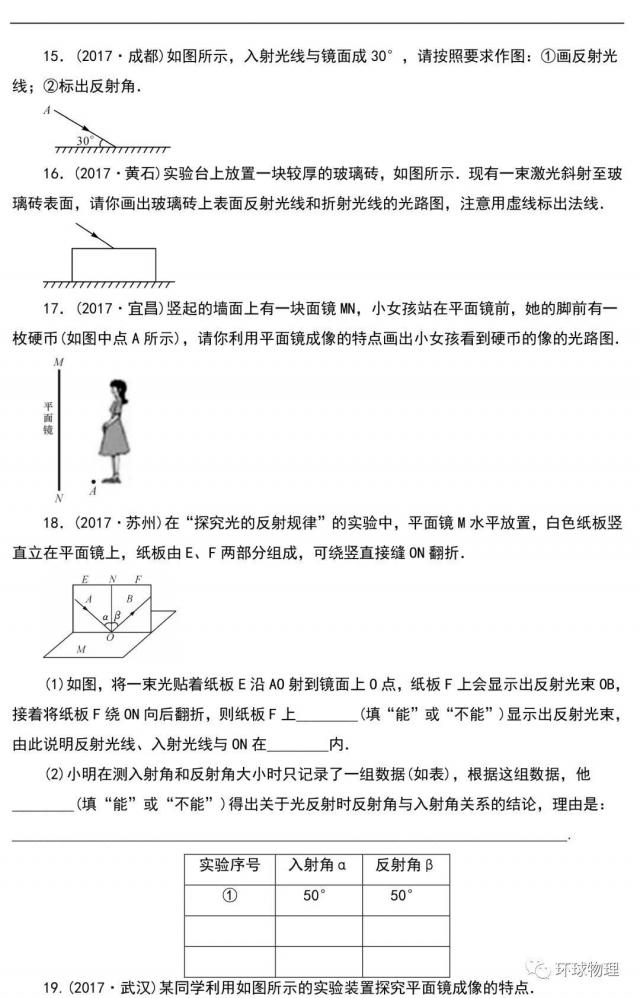 15. (2017·成都)如图所示，入射光线与镜面成 30°，请按照要求作图：①画反射光
线；②标出反射角．
A
30°
16. (2017·黄石)实验台上放置一块较厚的玻璃砖，如图所示．现有一束激光斜射至玻
璃砖表面，请你画出玻璃砖上表面反射光线和折射光线的光路图，注意用虚线标出法线．
17. (2017·宜昌)竖起的墙面上有一块面镜 MN，小女孩站在平面镜前，她的脚前有一
枚硬币(如图中点 A 所示)，请你利用平面镜成像的特点画出小女孩看到硬币的像的光路图．
M
平面镜
N
A
18. (2017·苏州)在“探究光的反射规律”的实验中，平面镜 M 水平放置，白色纸板竖
直立在平面镜上，纸板由 E、F 两部分组成，可绕竖直接缝 ON 翻折．
E N F
A α β B
O
M
(1)如图，将一束光贴着纸板 E 沿 AO 射到镜面上 O 点，纸板 F 上会显示出反射光束 OB，
接着将纸板 F 绕 ON 向后翻折，则纸板 F 上________(填“能”或“不能”)显示出反射光束，
由此说明反射光线、入射光线与 ON 在________内．
(2)小明在测入射角和反射角大小时只记录了一组数据(如表)，根据这组数据，他
________(填“能”或“不能”)得出关于光反射时反射角与入射角关系的结论，理由是：
________________________________________________________________________．
实验序号 入射角α 反射角β
① 50° 50°
环球物理
19. (2017·武汉)某同学利用如图所示的实验装置探究平面镜成像的特点．